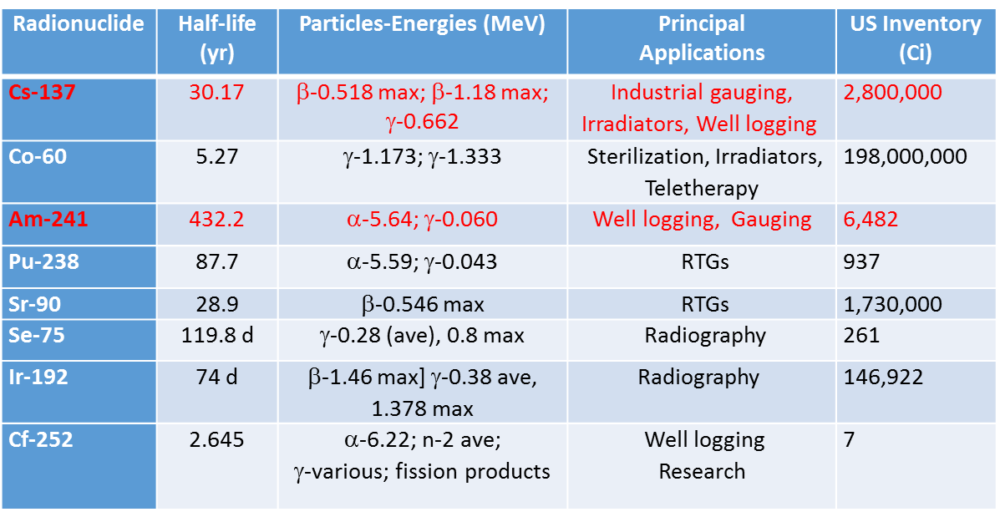 Radionuclide Half-life (yr) Particles-Energies (MeV) Principal Applications US Inventory (Ci)
Cs-137 30.17 β-0.518 max; β-1.18 max; γ-0.662 Industrial gauging, Irradiators, Well logging 2,800,000
Co-60 5.27 γ-1.173; γ-1.333 Sterilization, Irradiators, Teletherapy 198,000,000
Am-241 432.2 α-5.64; γ-0.060 Well logging, Gauging 6,482
Pu-238 87.7 α-5.59; γ-0.043 RTGs 937
Sr-90 28.9 β-0.546 max RTGs 1,730,000
Se-75 119.8 d γ-0.28 (ave), 0.8 max Radiography 261
Ir-192 74 d β-1.46 max] γ-0.38 ave, 1.378 max Radiography 146,922
Cf-252 2.645 α-6.22; n-2 ave; γ-various; fission products Well logging Research 7